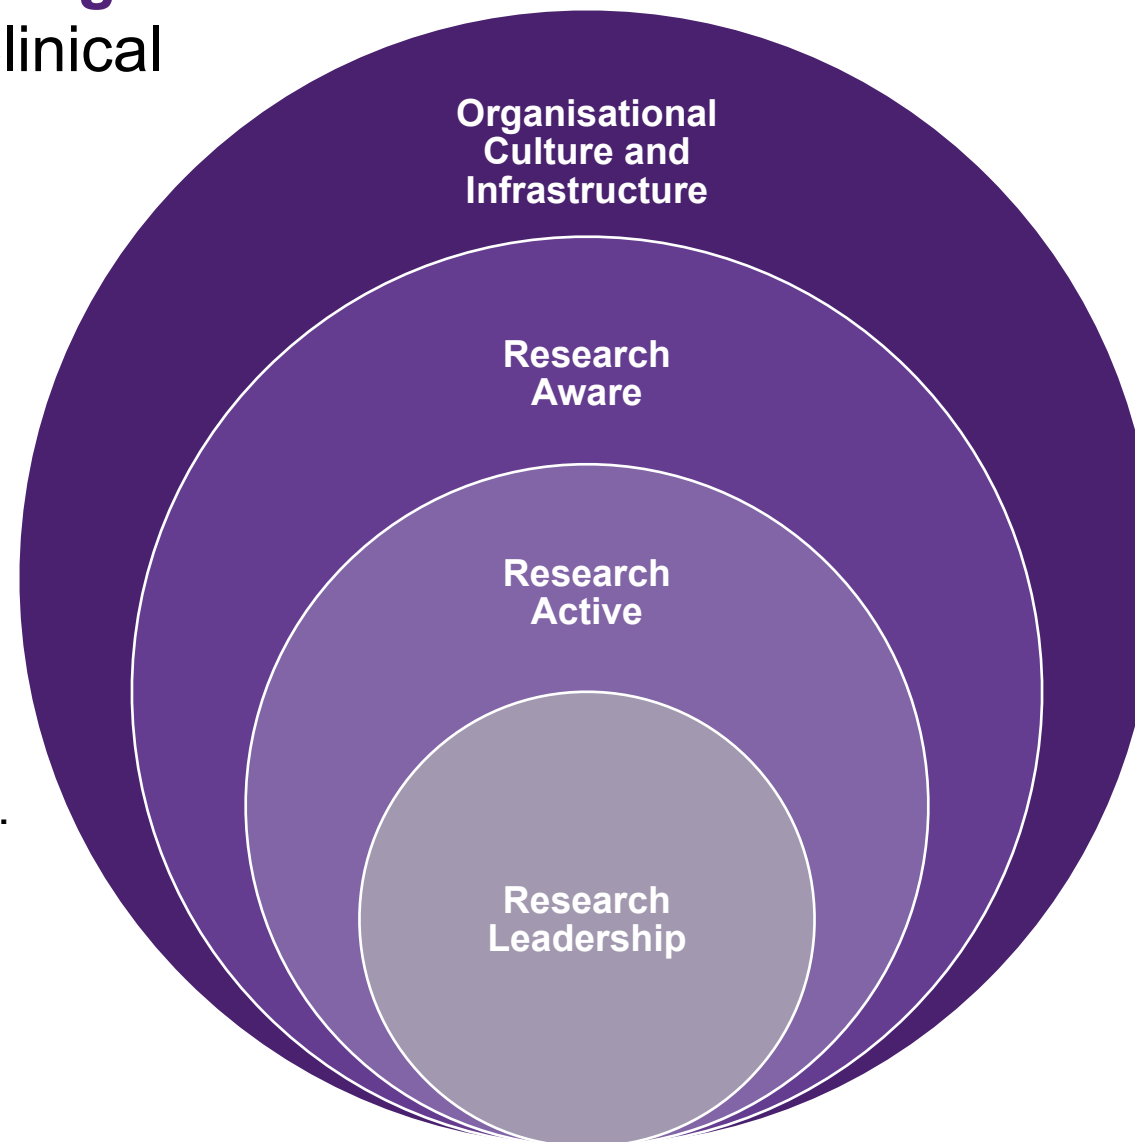 g
linical
Organisational
Culture and
Infrastructure
Research
Aware
Research
Active
.
Research
Leadership